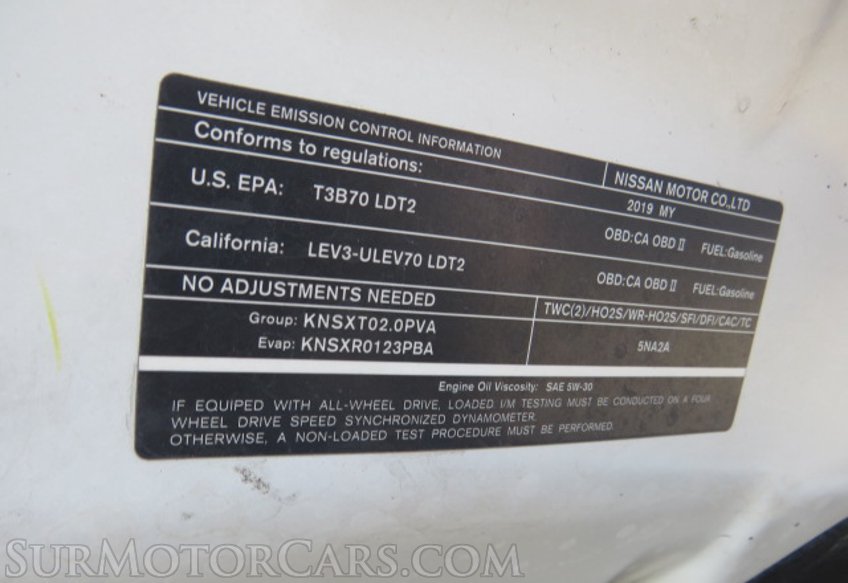 VEHICLE EMISSION CONTROL INFORMATION
NISSAN MOTOR CO.,LTD
Conforms to regulations:
2019 MY
U.S. EPA: T3B70 LDT2
OBD:CA OBD II FUEL:Gasoline
California: LEV3-ULEV70 LDT2
OBD:CA OBD II FUEL:Gasoline
NO ADJUSTMENTS NEEDED
TWC(2)/HO2S/WR-HO2S/SFI/DFI/CAC/TC
Group: KNSXT02.0PVA
Evap: KNSXR0123PBA
5NA2A
Engine Oil Viscosity: SAE 5W-30
IF EQUIPED WITH ALL-WHEEL DRIVE, LOADED I/M TESTING MUST BE CONDUCTED ON A FOUR
WHEEL DRIVE SPEED SYNCHRONIZED DYNAMOMETER.
OTHERWISE, A NON-LOADED TEST PROCEDURE MUST BE PERFORMED.
SURMOTORCARS.COM